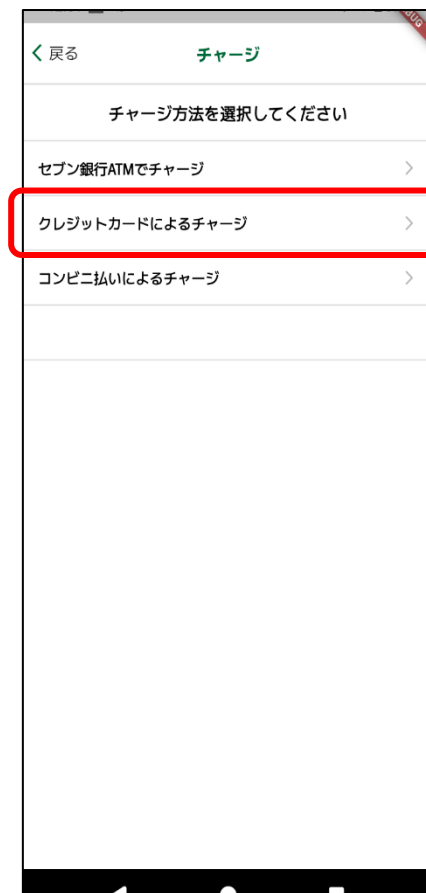 戻る
チャージ
チャージ方法を選択してください
セブン銀行ATMでチャージ
クレジットカードによるチャージ
コンビニ払いによるチャージ